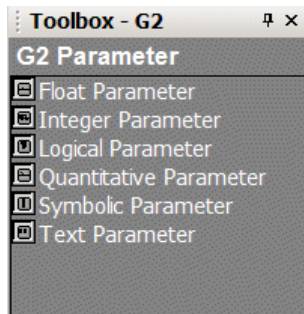 Toolbox - G2
G2 Parameter
Float Parameter
Integer Parameter
Logical Parameter
Quantitative Parameter
Symbolic Parameter
Text Parameter